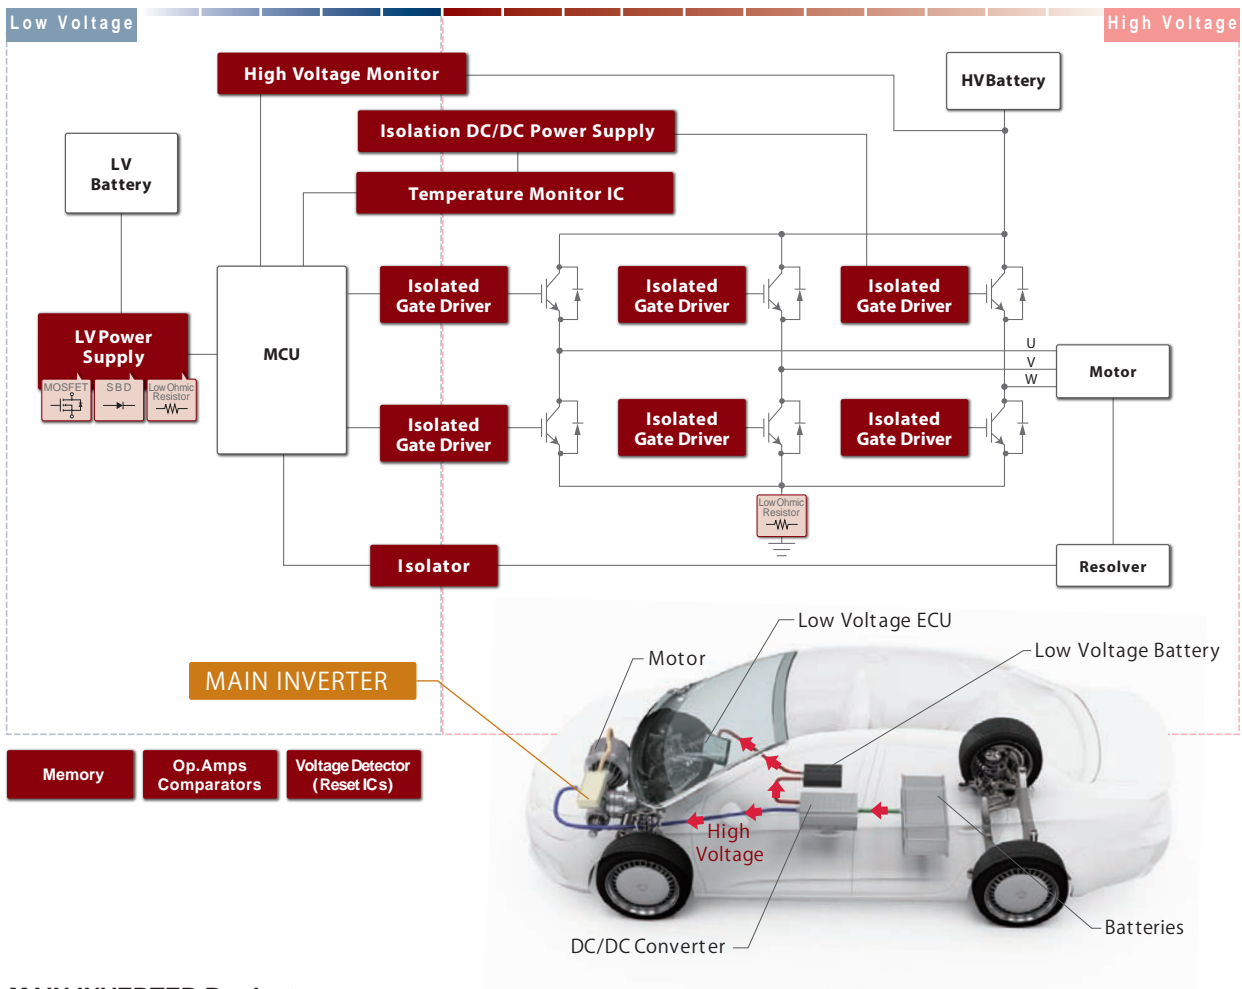 Low Voltage
High Voltage
High Voltage Monitor
HV Battery
Isolation DC/DC Power Supply
LV
Battery
Temperature Monitor IC
Isolated
Gate Driver
Isolated
Gate Driver
Isolated
Gate Driver
LV Power
Supply
MCU
U
V
W
Motor
MOSFET
SBD
Low Ohmic
Resistor
Isolated
Gate Driver
Isolated
Gate Driver
Isolated
Gate Driver
Low Ohmic
Resistor
Isolator
Resolver
Low Voltage ECU
Motor
Low Voltage Battery
MAIN INVERTER
Memory
Op.Amps
Comparators
Voltage Detector
(Reset ICs)
High
Voltage
Batteries
DC/DC Converter